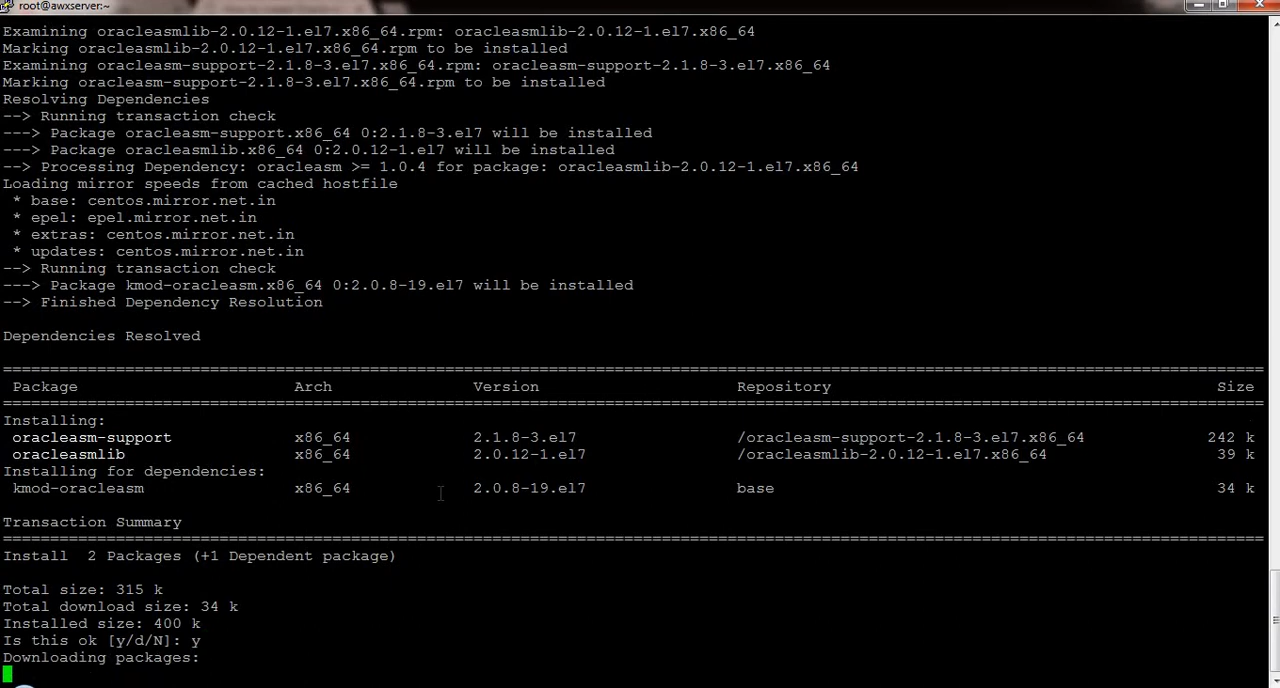 root@awxserver:~
Examining oracleasmlib-2.0.12-1.el7.x86_64.rpm: oracleasmlib-2.0.12-1.el7.x86_64
Marking oracleasmlib-2.0.12-1.el7.x86_64.rpm to be installed
Examining oracleasm-support-2.1.8-3.el7.x86_64.rpm: oracleasm-support-2.1.8-3.el7.x86_64
Marking oracleasm-support-2.1.8-3.el7.x86_64.rpm to be installed
Resolving Dependencies
--> Running transaction check
---> Package oracleasm-support.x86_64 0:2.1.8-3.el7 will be installed
---> Package oracleasmlib.x86_64 0:2.0.12-1.el7 will be installed
--> Processing Dependency: oracleasm >= 1.0.4 for package: oracleasmlib-2.0.12-1.el7.x86_64
Loading mirror speeds from cached hostfile
 * base: centos.mirror.net.in
 * epel: epel.mirror.net.in
 * extras: centos.mirror.net.in
 * updates: centos.mirror.net.in
--> Running transaction check
---> Package kmod-oracleasm.x86_64 0:2.0.8-19.el7 will be installed
--> Finished Dependency Resolution
Dependencies Resolved
Package Arch Version Repository Size
Installing:
oracleasm-support x86_64 2.1.8-3.el7 /oracleasm-support-2.1.8-3.el7.x86_64 242 k
oracleasmlib x86_64 2.0.12-1.el7 /oracleasmlib-2.0.12-1.el7.x86_64 39 k
Installing for dependencies:
kmod-oracleasm x86_64 2.0.8-19.el7 base 34 k
Transaction Summary
Install  2 Packages (+1 Dependent package)
Total size: 315 k
Total download size: 34 k
Installed size: 400 k
Is this ok [y/d/N]: y
Downloading packages: